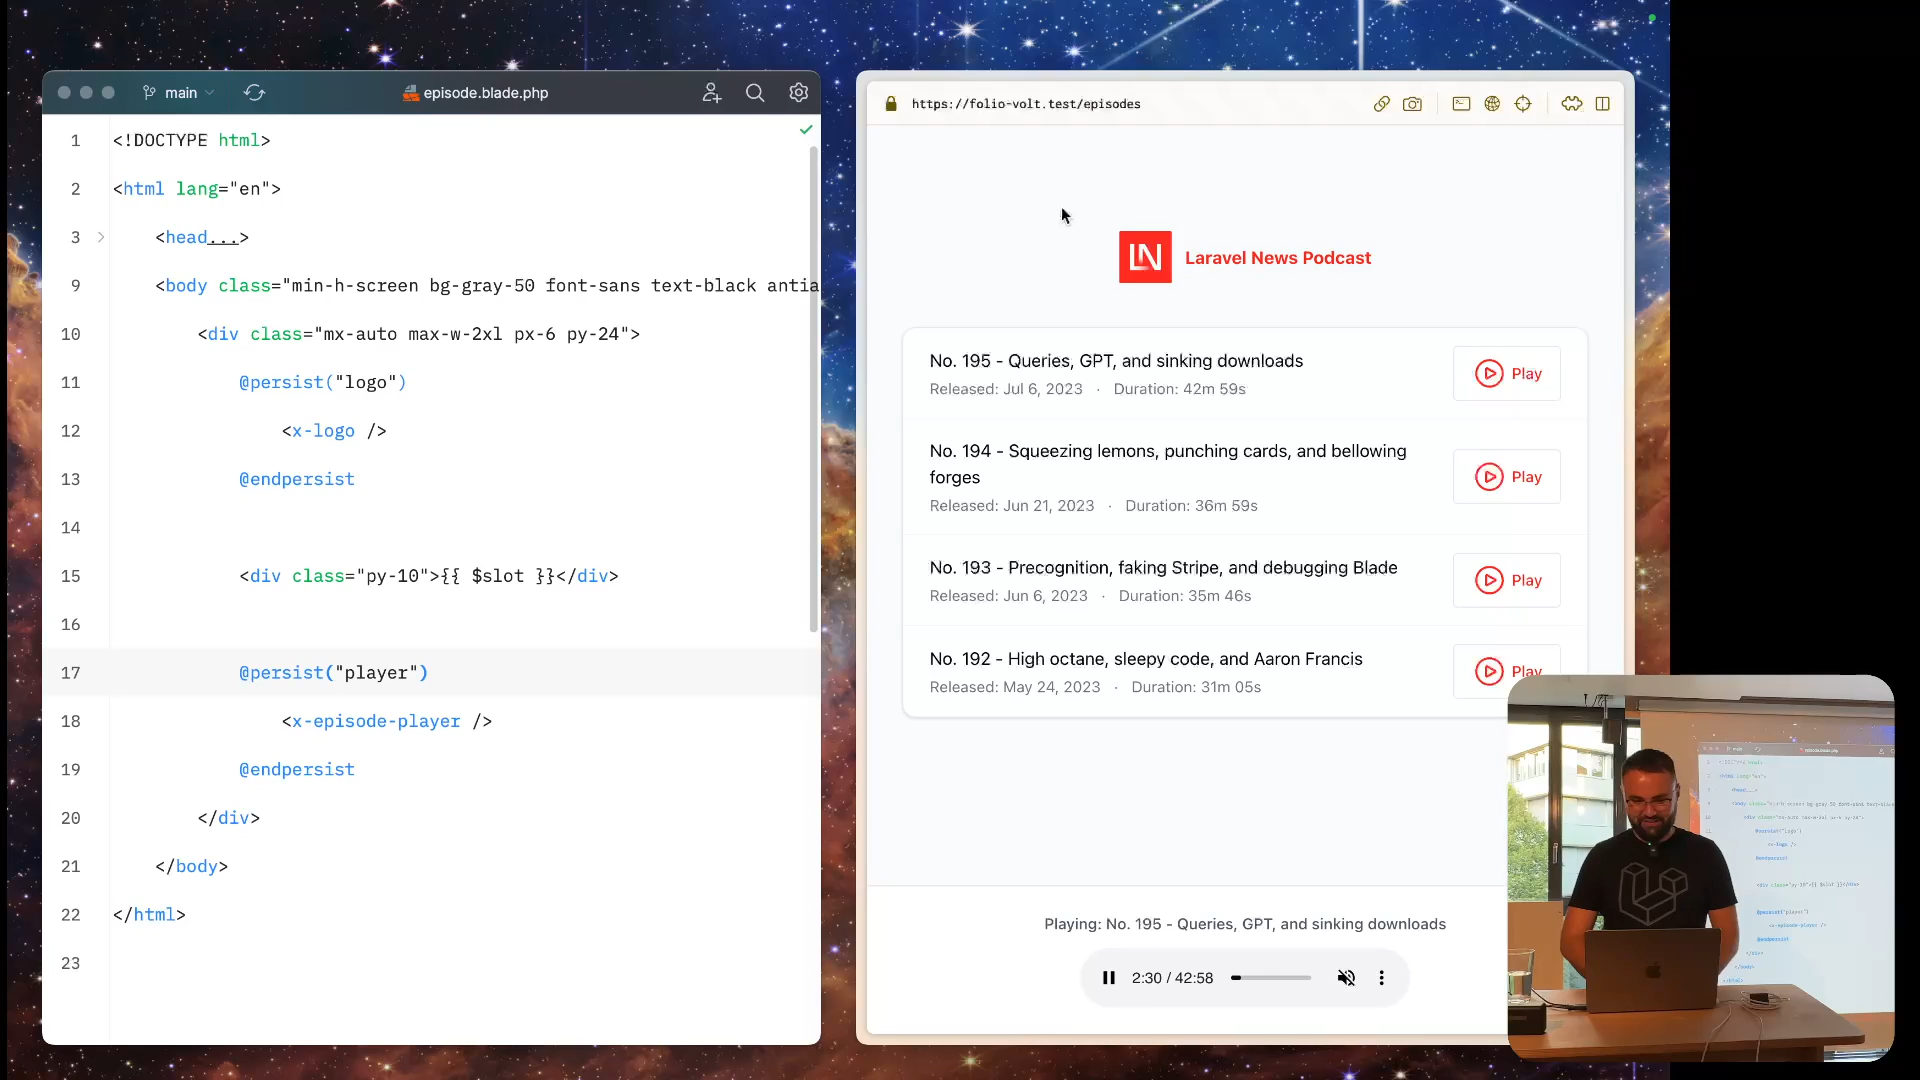 main
episode.blade.php
1 <!DOCTYPE html>
2 <html lang="en">
3 <head...>
9 <body class="min-h-screen bg-gray-50 font-sans text-black antia
10 <div class="mx-auto max-w-2xl px-6 py-24">
11 @persist("logo")
12 <x-logo />
13 @endpersist
14
15 <div class="py-10">{{ $slot }}</div>
16
17 @persist("player")
18 <x-episode-player />
19 @endpersist
20 </div>
21 </body>
22 </html>
23
https://folio-volt.test/episodes
LN Laravel News Podcast
No. 195 - Queries, GPT, and sinking downloads
Released: Jul 6, 2023 · Duration: 42m 59s
Play
No. 194 - Squeezing lemons, punching cards, and bellowing
forges
Released: Jun 21, 2023 · Duration: 36m 59s
Play
No. 193 - Precognition, faking Stripe, and debugging Blade
Released: Jun 6, 2023 · Duration: 35m 46s
Play
No. 192 - High octane, sleepy code, and Aaron Francis
Released: May 24, 2023 · Duration: 31m 05s
Play
Playing: No. 195 - Queries, GPT, and sinking downloads
2:30 / 42:58